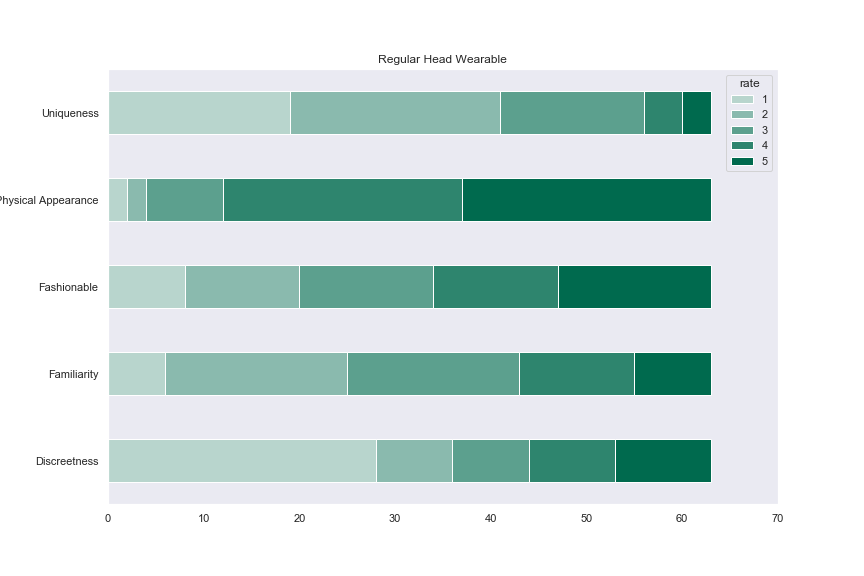 Regular Head Wearable
rate
1
2
3
4
5
Uniqueness
Physical Appearance
Fashionable
Familiarity
Discreetness
0 10 20 30 40 50 60 70